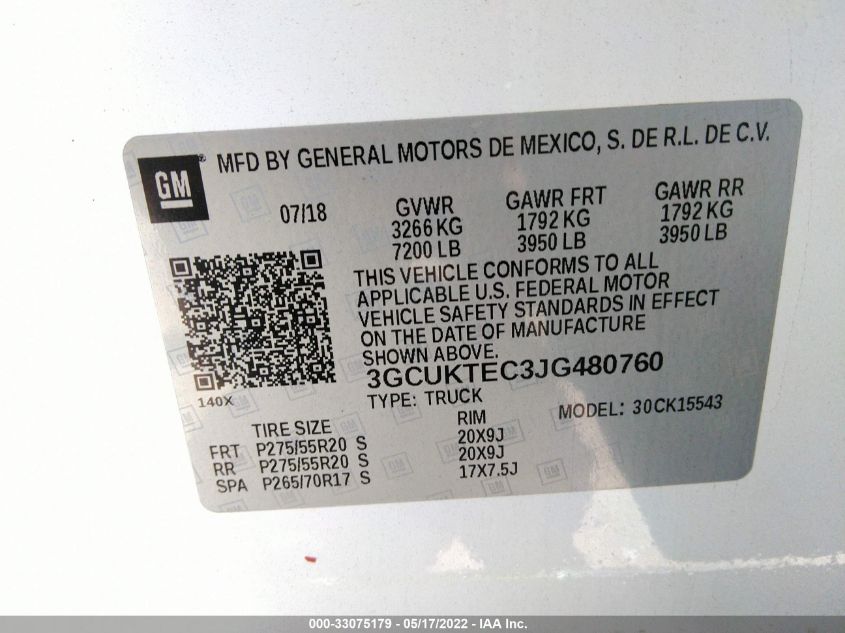 GM® MFD BY GENERAL MOTORS DE MEXICO, S. DE R.L. DE C.V.
07/18 GVWR GAWR FRT GAWR RR
3266 KG 1792 KG 1792 KG
7200 LB 3950 LB 3950 LB
THIS VEHICLE CONFORMS TO ALL
APPLICABLE U.S. FEDERAL MOTOR
VEHICLE SAFETY STANDARDS IN EFFECT
ON THE DATE OF MANUFACTURE
SHOWN ABOVE.
3GCUKTEC3JG480760
140X TYPE: TRUCK MODEL: 30CK15543
TIRE SIZE RIM
FRT P275/55R20 S 20X9J
RR P275/55R20 S 20X9J
SPA P265/70R17 S 17X7.5J
000-33075179 - 05/17/2022 - IAA Inc.